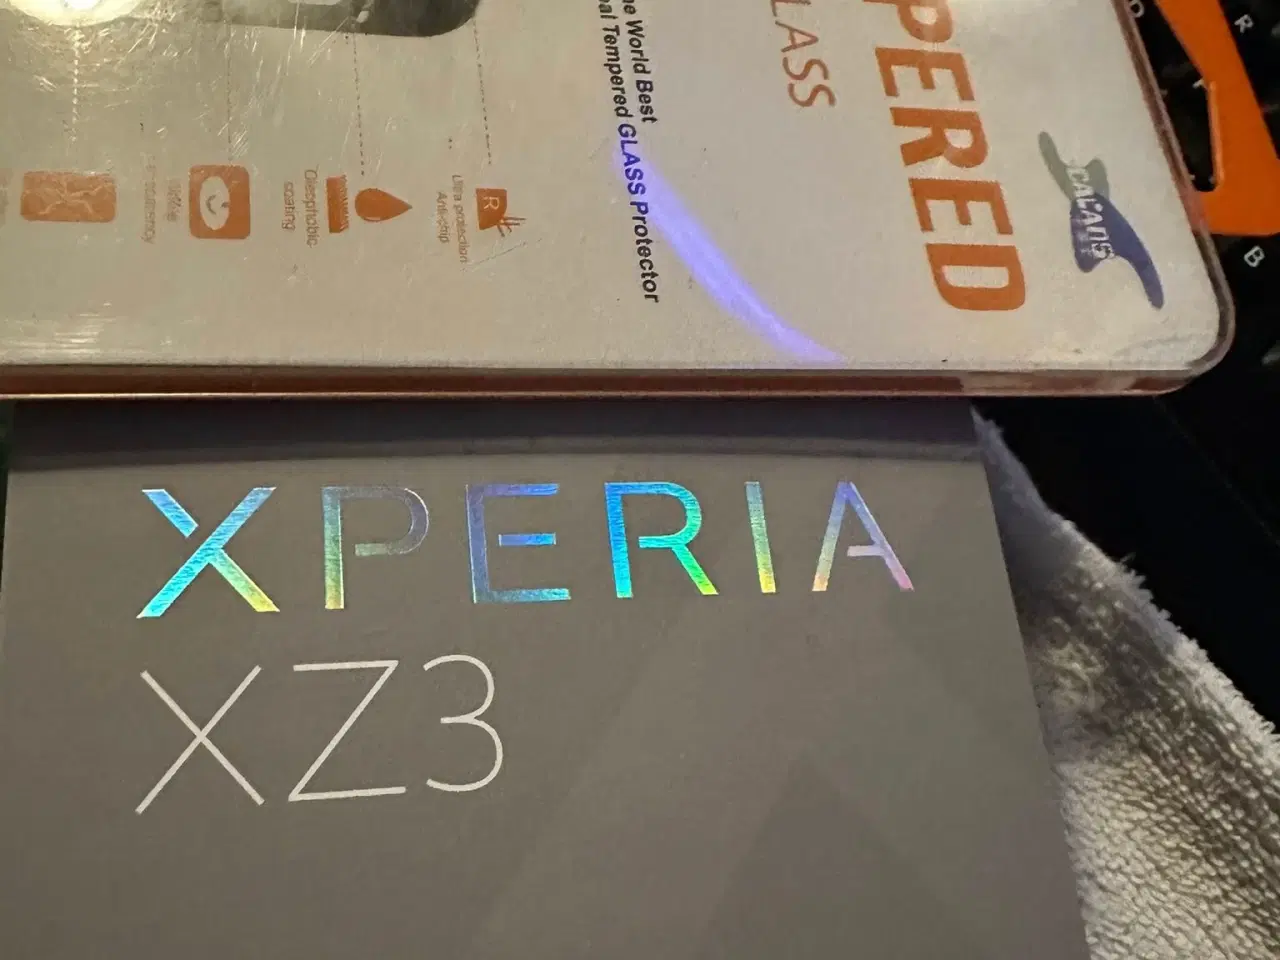 PERED
LASS
CALANS
he World Best
al Tempered GLASS Protector
Ultra protection
Anti-chip
R
Oleophobic
coating
XPERIA
XZ3
R
B